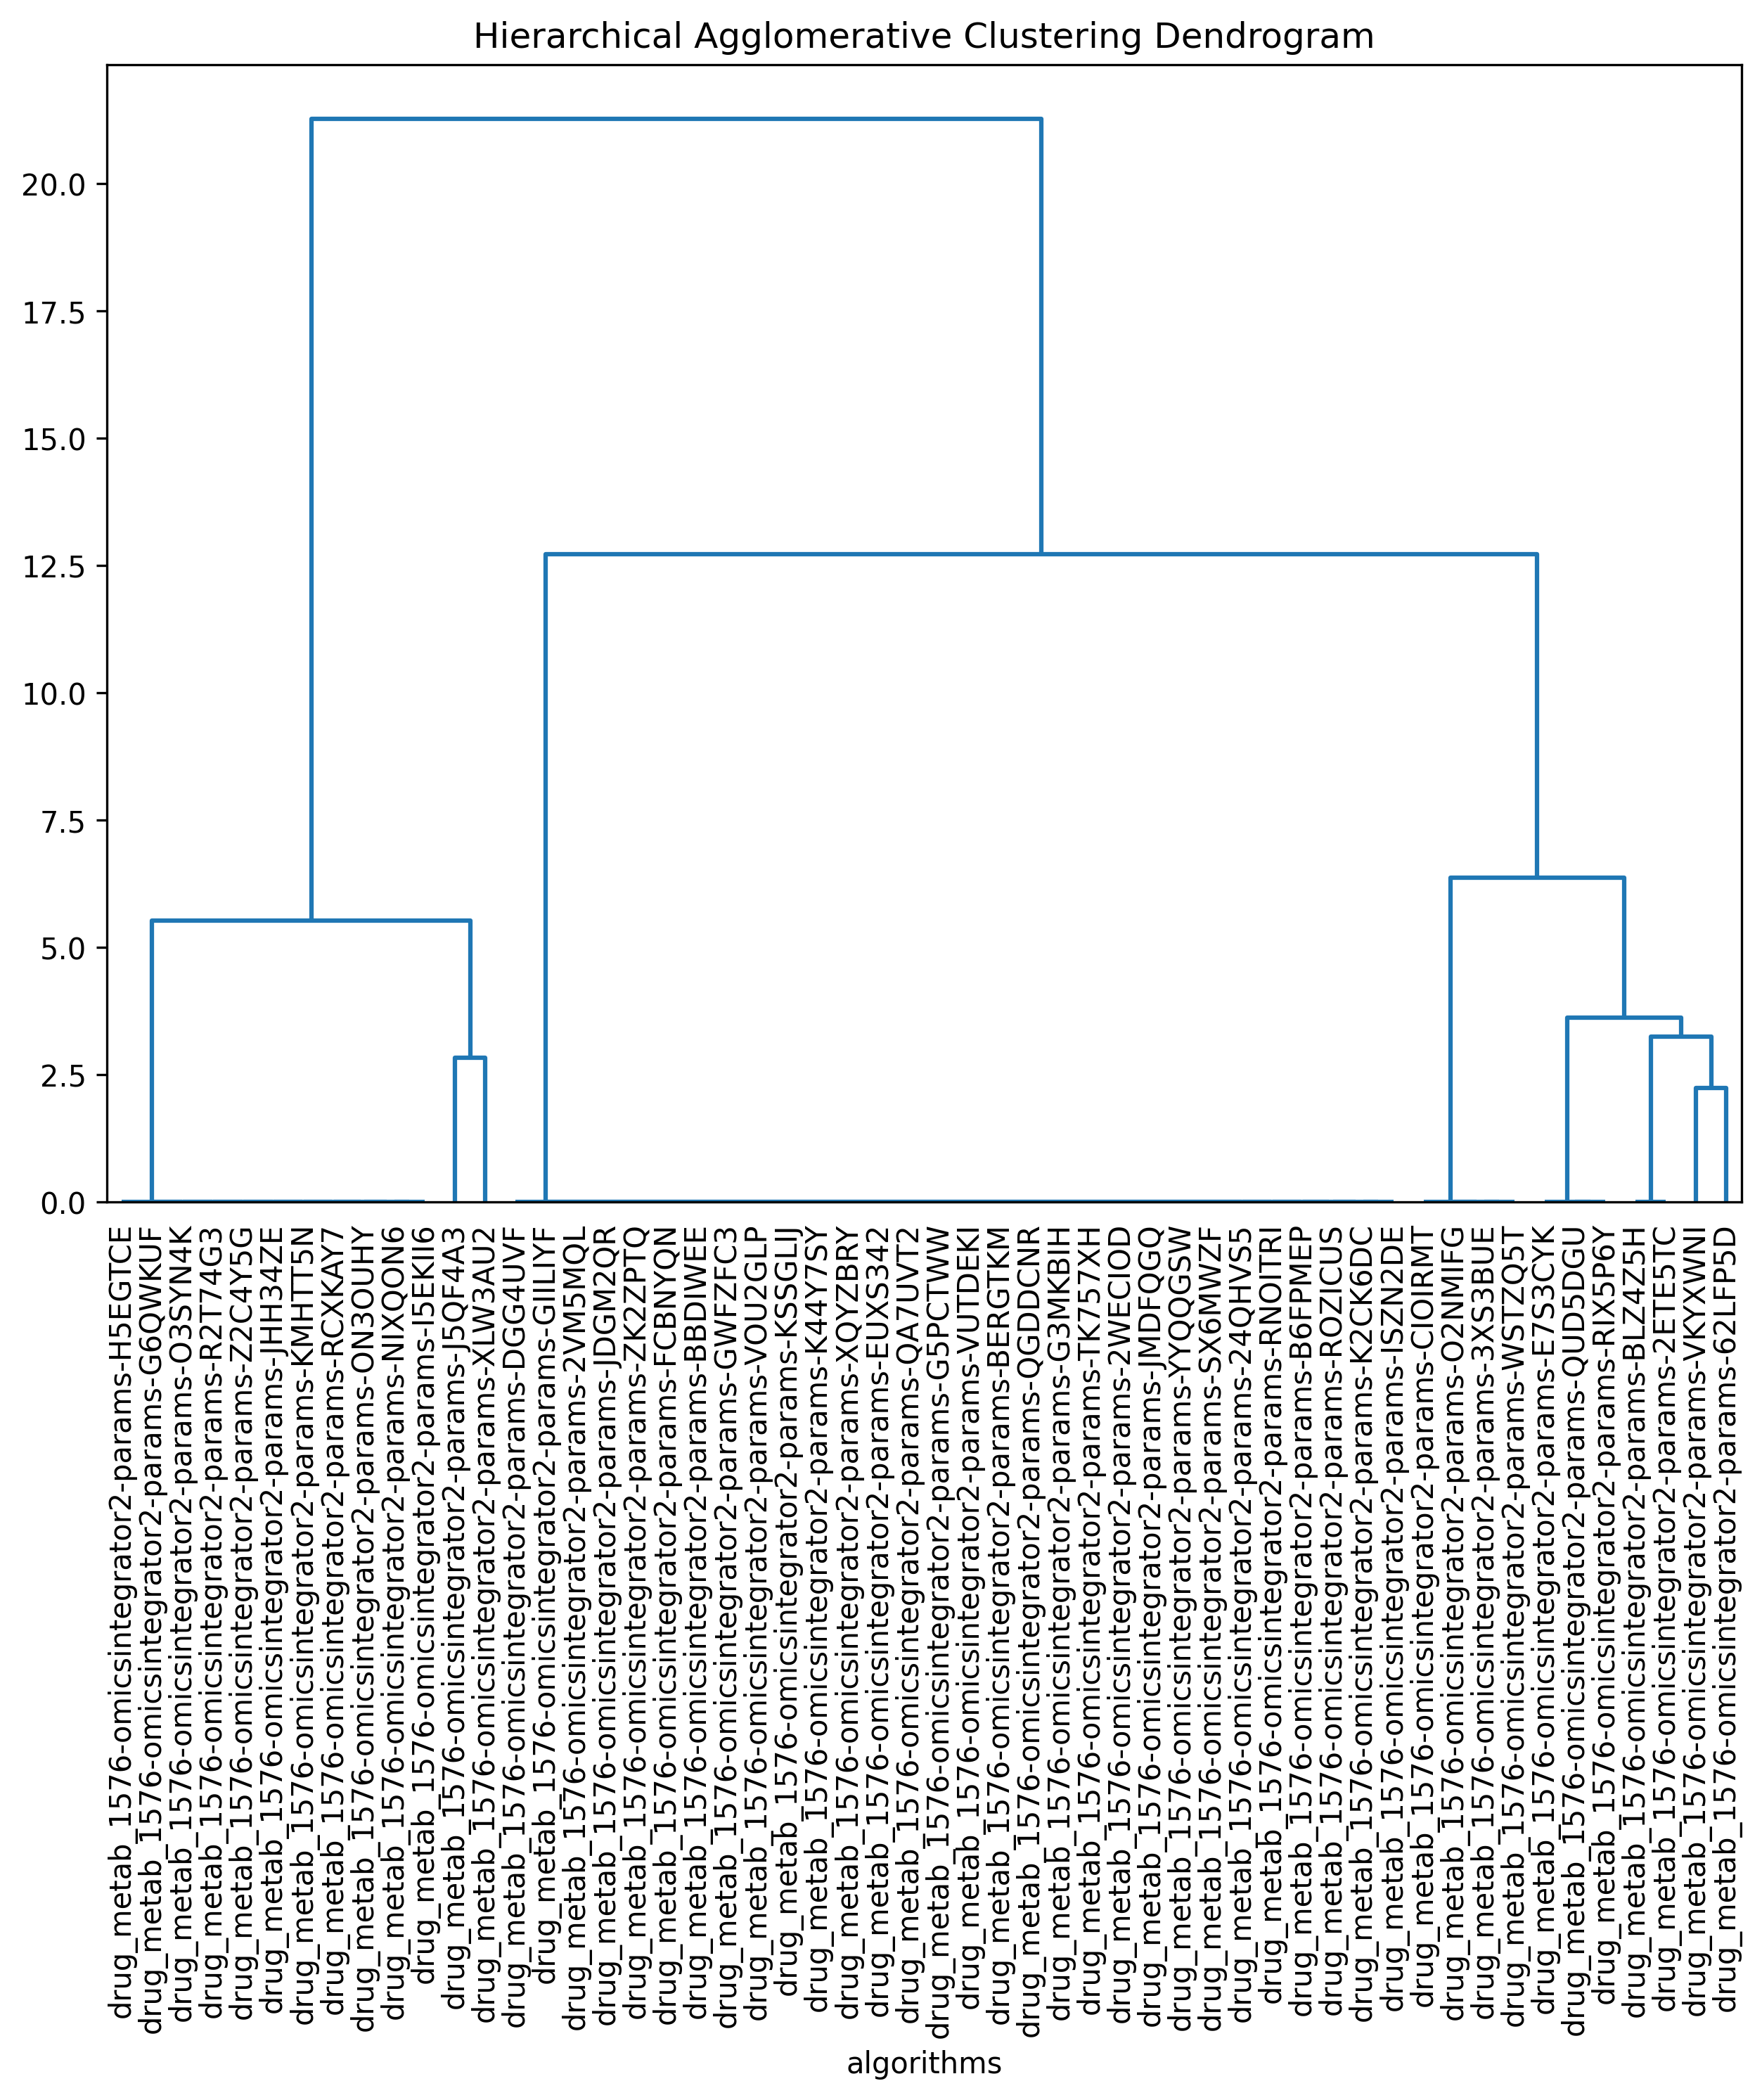 Hierarchical Agglomerative Clustering Dendrogram
20.0
17.5
15.0
12.5
10.0
7.5
5.0
2.5
0.0
drug_metab_1576-omicsintegrator2-params-H5EGTCE
drug_metab_1576-omicsintegrator2-params-G6QWKUF
drug_metab_1576-omicsintegrator2-params-O3SYN4K
drug_metab_1576-omicsintegrator2-params-R2T74G3
drug_metab_1576-omicsintegrator2-params-Z2C4Y5G
drug_metab_1576-omicsintegrator2-params-JHH34ZE
drug_metab_1576-omicsintegrator2-params-KMHTT5N
drug_metab_1576-omicsintegrator2-params-RCXKAY7
drug_metab_1576-omicsintegrator2-params-ON3OUHY
drug_metab_1576-omicsintegrator2-params-NIXQON6
drug_metab_1576-omicsintegrator2-params-I5EKII6
drug_metab_1576-omicsintegrator2-params-J5QF4A3
drug_metab_1576-omicsintegrator2-params-XLW3AU2
drug_metab_1576-omicsintegrator2-params-DGG4UVF
drug_metab_1576-omicsintegrator2-params-GIILIYF
drug_metab_1576-omicsintegrator2-params-2VM5MQL
drug_metab_1576-omicsintegrator2-params-JDGM2QR
drug_metab_1576-omicsintegrator2-params-ZK2ZPTQ
drug_metab_1576-omicsintegrator2-params-FCBNYQN
drug_metab_1576-omicsintegrator2-params-BBDIWEE
drug_metab_1576-omicsintegrator2-params-GWFZFC3
drug_metab_1576-omicsintegrator2-params-VOU2GLP
drug_metab_1576-omicsintegrator2-params-KSSGLIJ
drug_metab_1576-omicsintegrator2-params-K44Y7SY
drug_metab_1576-omicsintegrator2-params-XQYZBRY
drug_metab_1576-omicsintegrator2-params-EUXS342
drug_metab_1576-omicsintegrator2-params-QA7UVT2
drug_metab_1576-omicsintegrator2-params-G5PCTWW
drug_metab_1576-omicsintegrator2-params-VUTDEKI
drug_metab_1576-omicsintegrator2-params-BERGTKM
drug_metab_1576-omicsintegrator2-params-QGDDCNR
drug_metab_1576-omicsintegrator2-params-G3MKBIH
drug_metab_1576-omicsintegrator2-params-TK757XH
drug_metab_1576-omicsintegrator2-params-2WECIOD
drug_metab_1576-omicsintegrator2-params-JMDFQGQ
drug_metab_1576-omicsintegrator2-params-YYQQGSW
drug_metab_1576-omicsintegrator2-params-SX6MWZF
drug_metab_1576-omicsintegrator2-params-24QHVS5
drug_metab_1576-omicsintegrator2-params-RNOITRI
drug_metab_1576-omicsintegrator2-params-B6FPMEP
drug_metab_1576-omicsintegrator2-params-ROZICUS
drug_metab_1576-omicsintegrator2-params-K2CK6DC
drug_metab_1576-omicsintegrator2-params-ISZN2DE
drug_metab_1576-omicsintegrator2-params-CIOIRMT
drug_metab_1576-omicsintegrator2-params-O2NMIFG
drug_metab_1576-omicsintegrator2-params-3XS3BUE
drug_metab_1576-omicsintegrator2-params-WSTZQ5T
drug_metab_1576-omicsintegrator2-params-E7S3CYK
drug_metab_1576-omicsintegrator2-params-QUD5DGU
drug_metab_1576-omicsintegrator2-params-RIX5P6Y
drug_metab_1576-omicsintegrator2-params-BLZ4Z5H
drug_metab_1576-omicsintegrator2-params-2ETE5TC
drug_metab_1576-omicsintegrator2-params-VKYXWNI
drug_metab_1576-omicsintegrator2-params-62LFP5D
algorithms